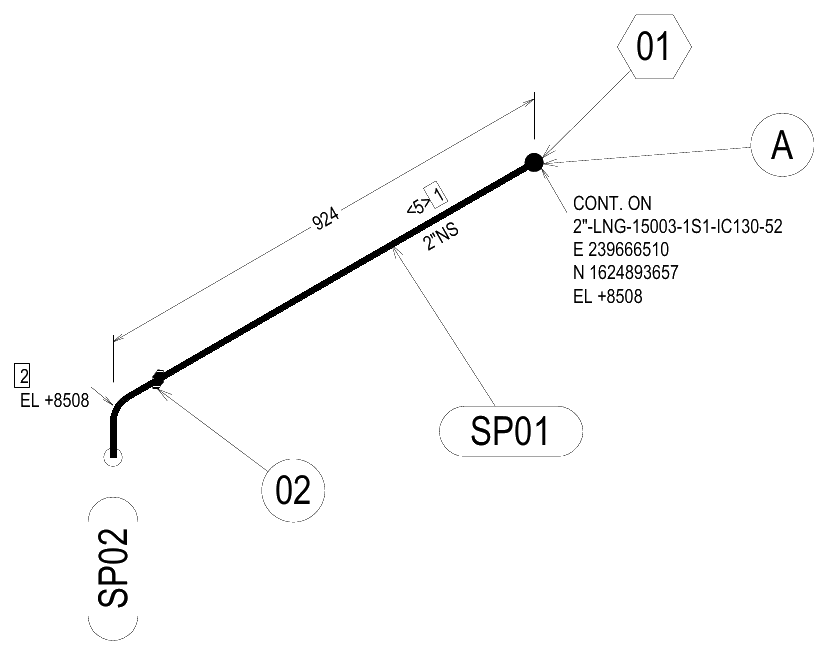 01
A
924
<5> 1
2"NS
CONT. ON
2"-LNG-15003-1S1-IC130-52
E 239666510
N 1624893657
EL +8508
2
EL +8508
SP01
02
SP02